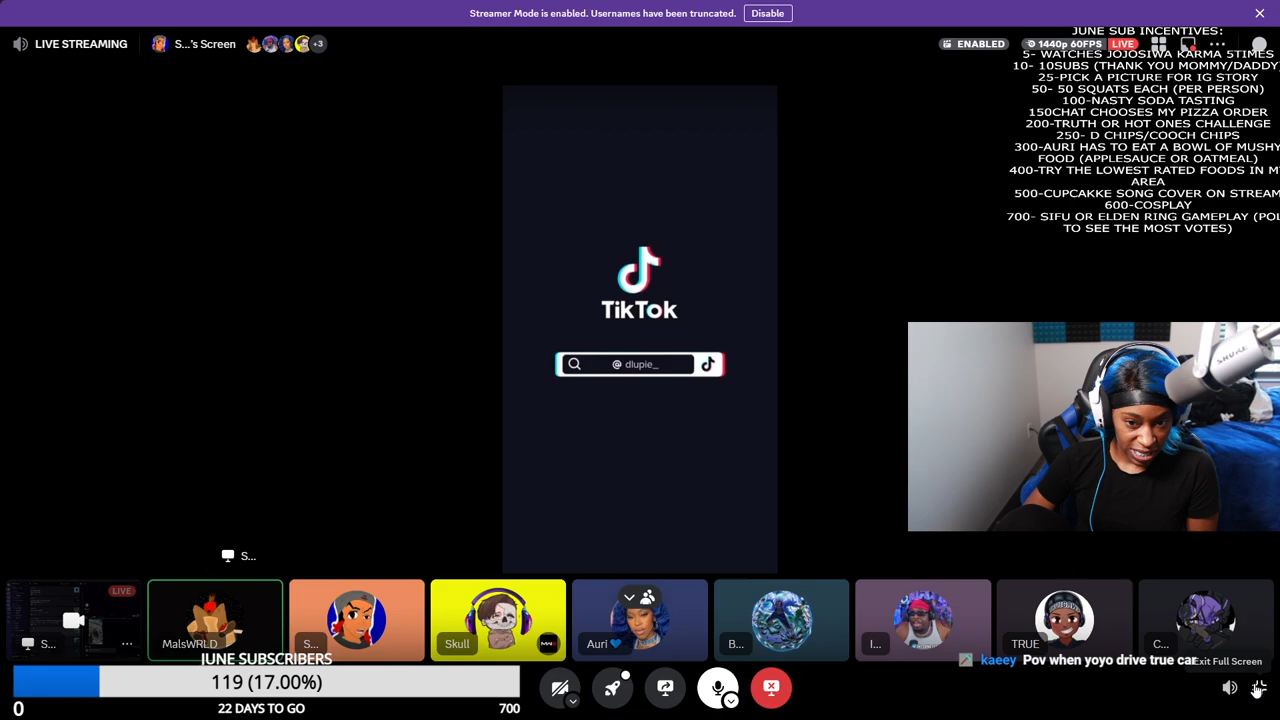 Streamer Mode is enabled. Usernames have been truncated. Disable
LIVE STREAMING
S...'s Screen
+3
ENABLED
1440p 60FPS
LIVE
JUNE SUB INCENTIVES:
5- WATCHES JOJOSIWA KARMA 5TIMES
10- 10SUBS (THANK YOU MOMMY/DADDY)
25-PICK A PICTURE FOR IG STORY
50- 50 SQUATS EACH (PER PERSON)
100-NASTY SODA TASTING
150CHAT CHOOSES MY PIZZA ORDER
200-TRUTH OR HOT ONES CHALLENGE
250- D CHIPS/COOCH CHIPS
300-AURI HAS TO EAT A BOWL OF MUSHY
FOOD (APPLESAUCE OR OATMEAL)
400-TRY THE LOWEST RATED FOODS IN M
AREA
500-CUPCAKKE SONG COVER ON STREAM
600-COSPLAY
700- SIFU OR ELDEN RING GAMEPLAY (POL
TO SEE THE MOST VOTES)
TikTok
@ dlupie_
SHURE
S...
LIVE
S...
MalsWRLD
S...
Skull
Auri
B...
I...
TRUE
C...
kaeey Pov when yoyo drive true car
Exit Full Screen
JUNE SUBSCRIBERS
119 (17.00%)
0
22 DAYS TO GO
700